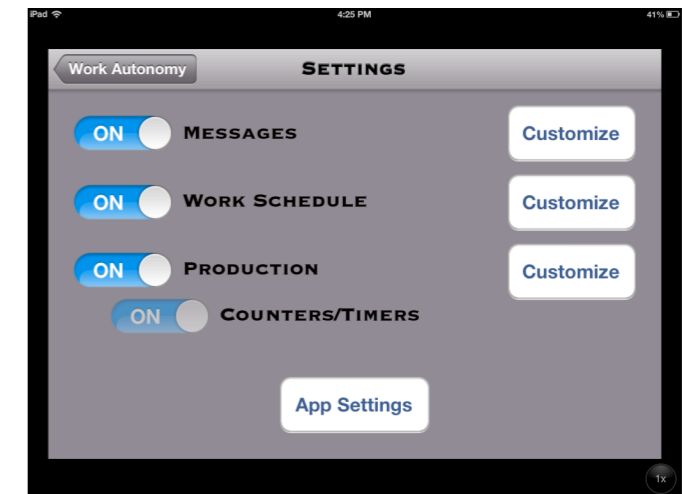 iPad 4:25 PM 41%
Work Autonomy SETTINGS
ON MESSAGES Customize
ON WORK SCHEDULE Customize
ON PRODUCTION Customize
ON COUNTERS/TIMERS
App Settings
1x